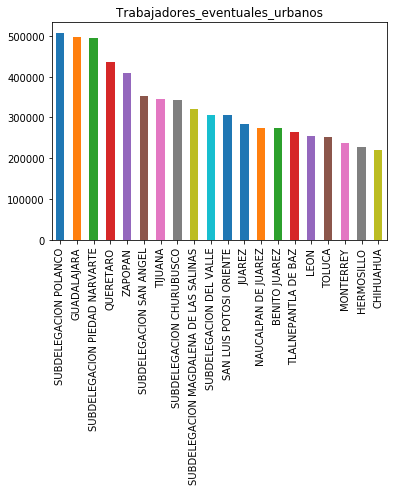 Trabajadores_eventuales_urbanos
500000
400000
300000
200000
100000
0
SUBDELEGACION POLANCO
GUADALAJARA
SUBDELEGACION PIEDAD NARVARTE
QUERETARO
ZAPOPAN
SUBDELEGACION SAN ANGEL
TIJUANA
SUBDELEGACION CHURUBUSCO
SUBDELEGACION MAGDALENA DE LAS SALINAS
SUBDELEGACION DEL VALLE
SAN LUIS POTOSI ORIENTE
JUAREZ
NAUCALPAN DE JUAREZ
BENITO JUAREZ
TLALNEPANTLA DE BAZ
LEON
TOLUCA
MONTERREY
HERMOSILLO
CHIHUAHUA